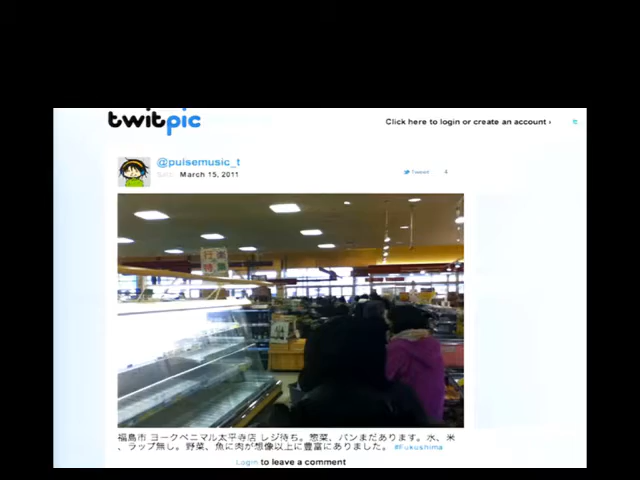 twitpic
Click here to login or create an account ›
@pulsemusic_t
said March 15, 2011
Tweet 1
福島市 ヨークベニマル太平寺店 レジ待ち。惣菜、パンまだあります。水、米
、ラップ無し。野菜、魚に肉が想像以上に豊富にありました。 #Fukushima
Login to leave a comment